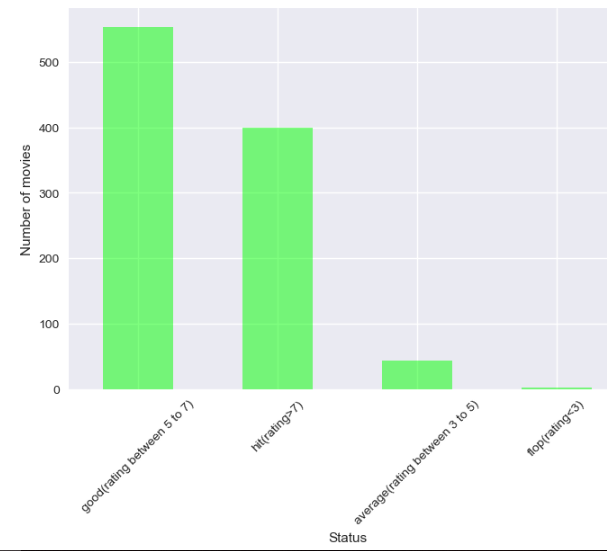 Number of movies
500
400
300
200
100
0
good(rating between 5 to 7)
hit(rating>7)
average(rating between 3 to 5)
flop(rating<3)
Status